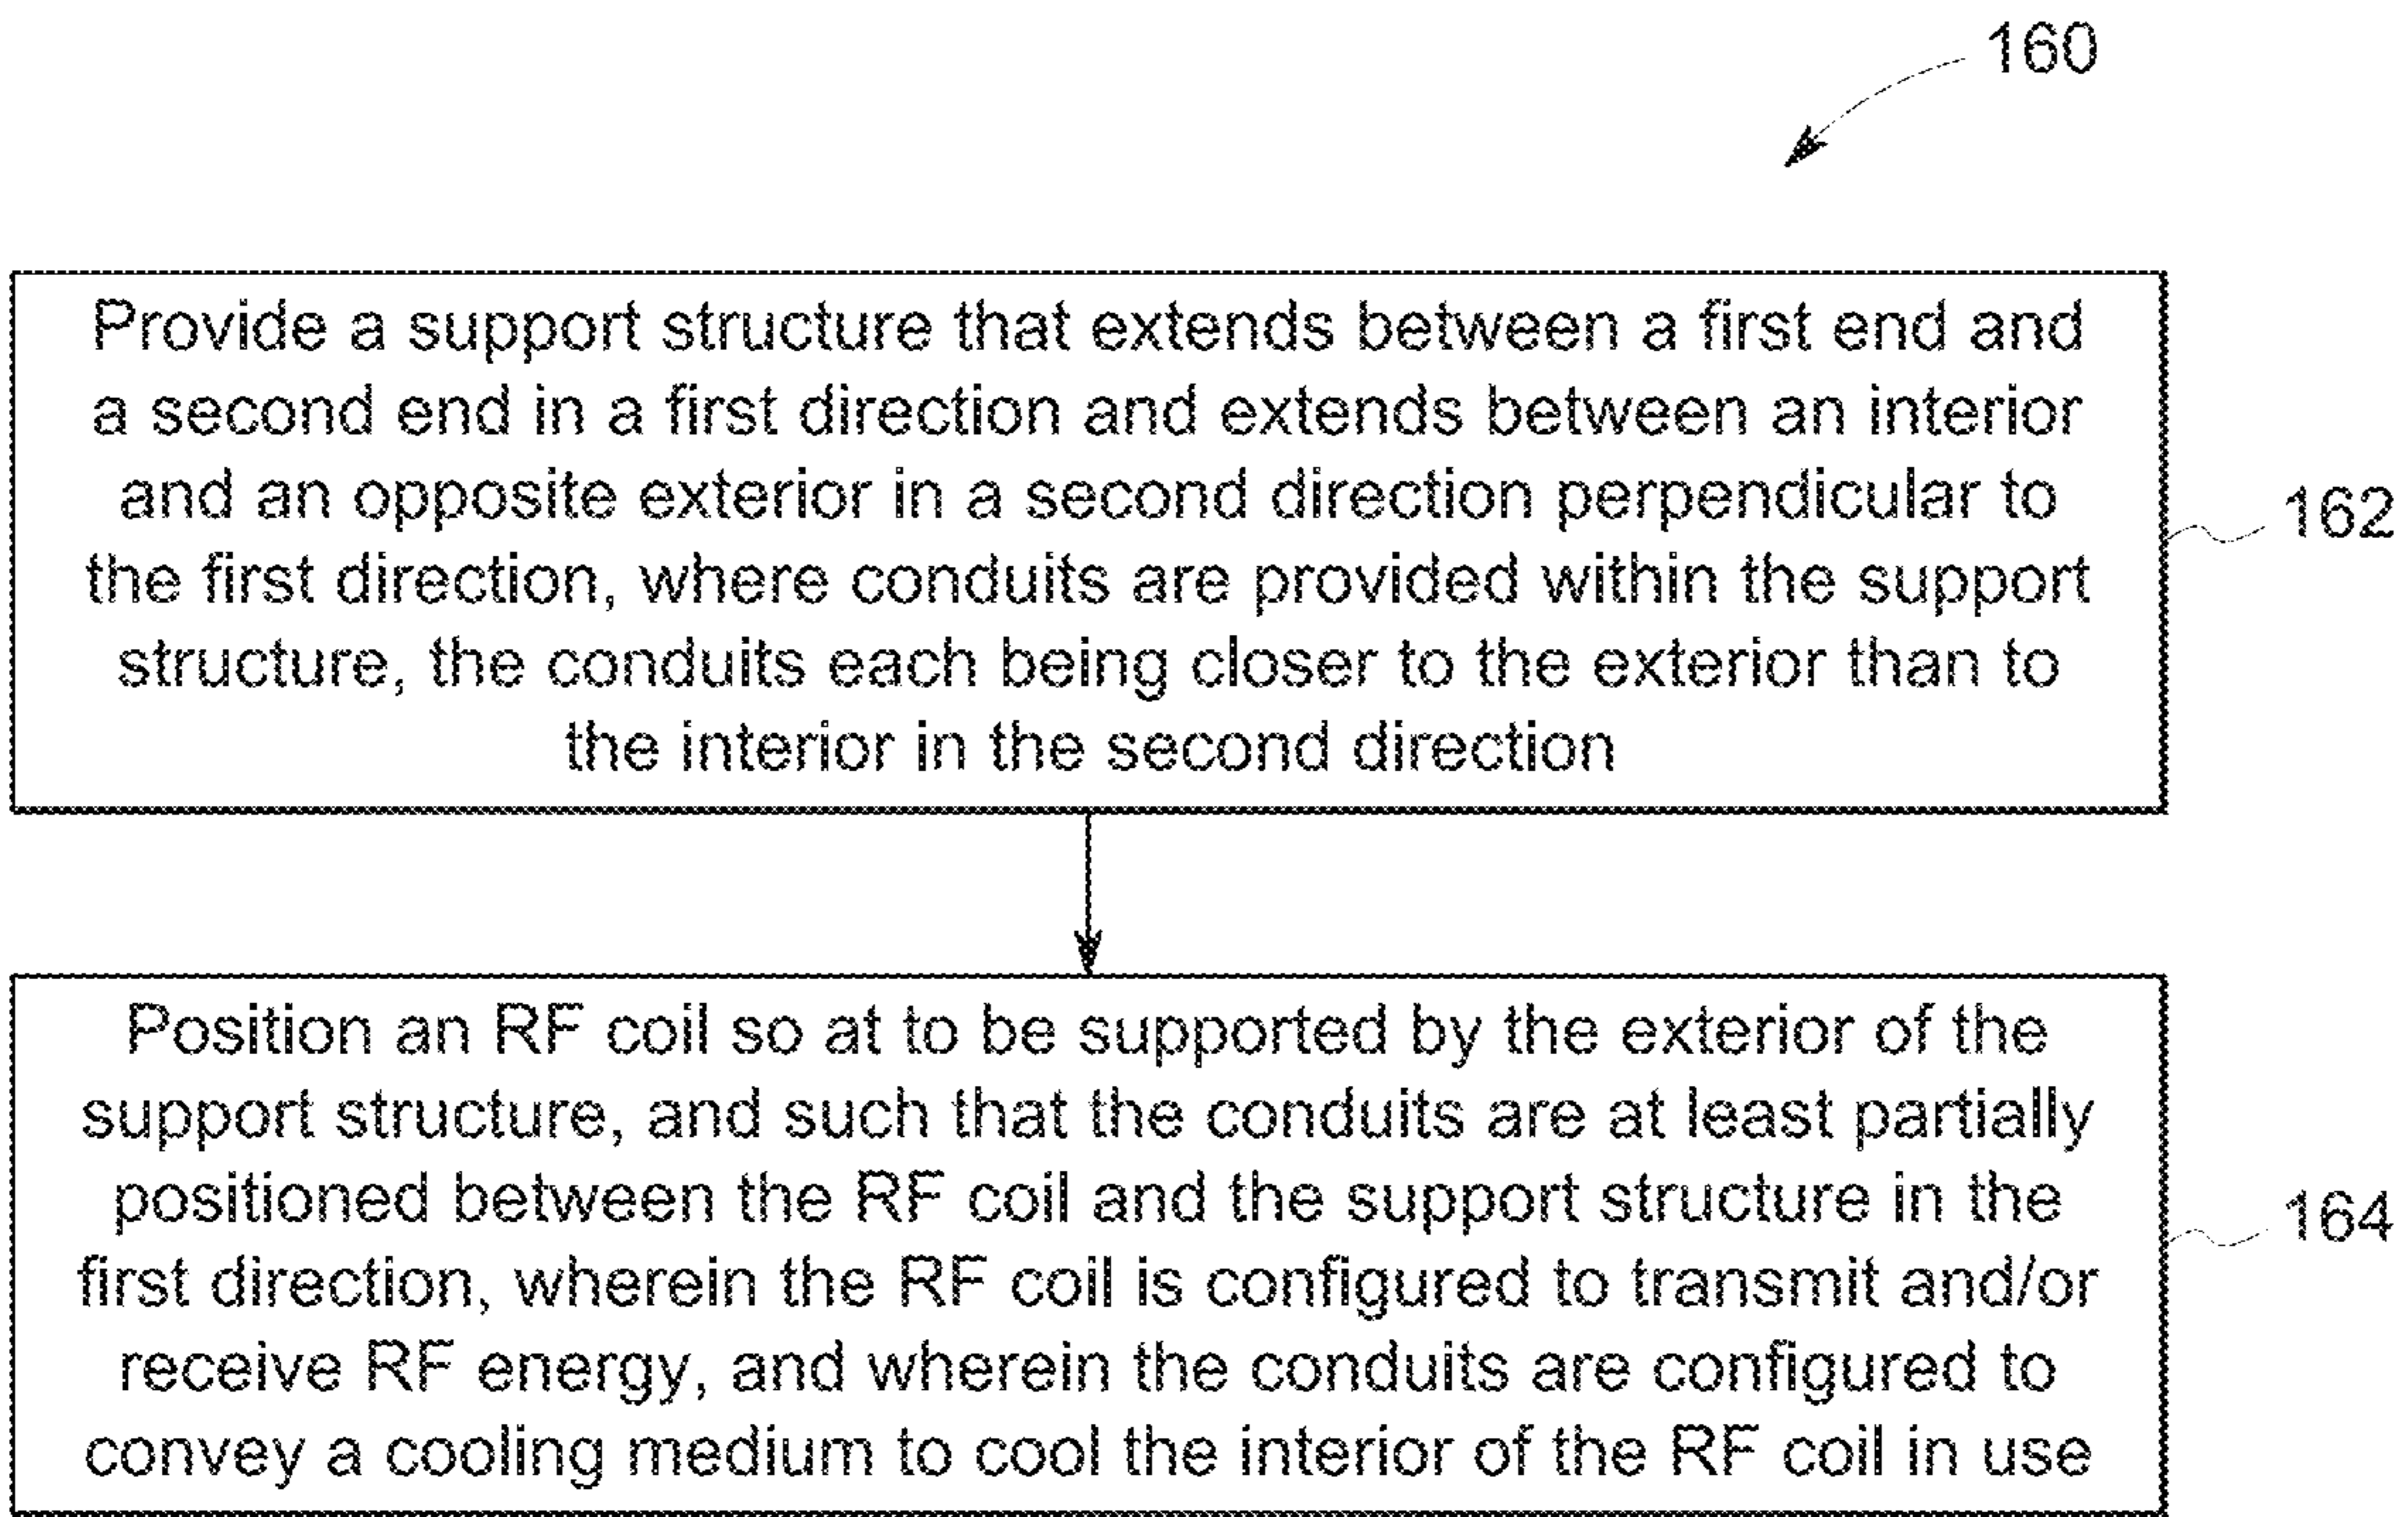 160
Provide a support structure that extends between a first end and
a second end in a first direction and extends between an interior
and an opposite exterior in a second direction perpendicular to
the first direction, where conduits are provided within the support
structure, the conduits each being closer to the exterior than to
the interior in the second direction
162
Position an RF coil so at to be supported by the exterior of the
support structure, and such that the conduits are at least partially
positioned between the RF coil and the support structure in the
first direction, wherein the RF coil is configured to transmit and/or
receive RF energy, and wherein the conduits are configured to
convey a cooling medium to cool the interior of the RF coil in use
164